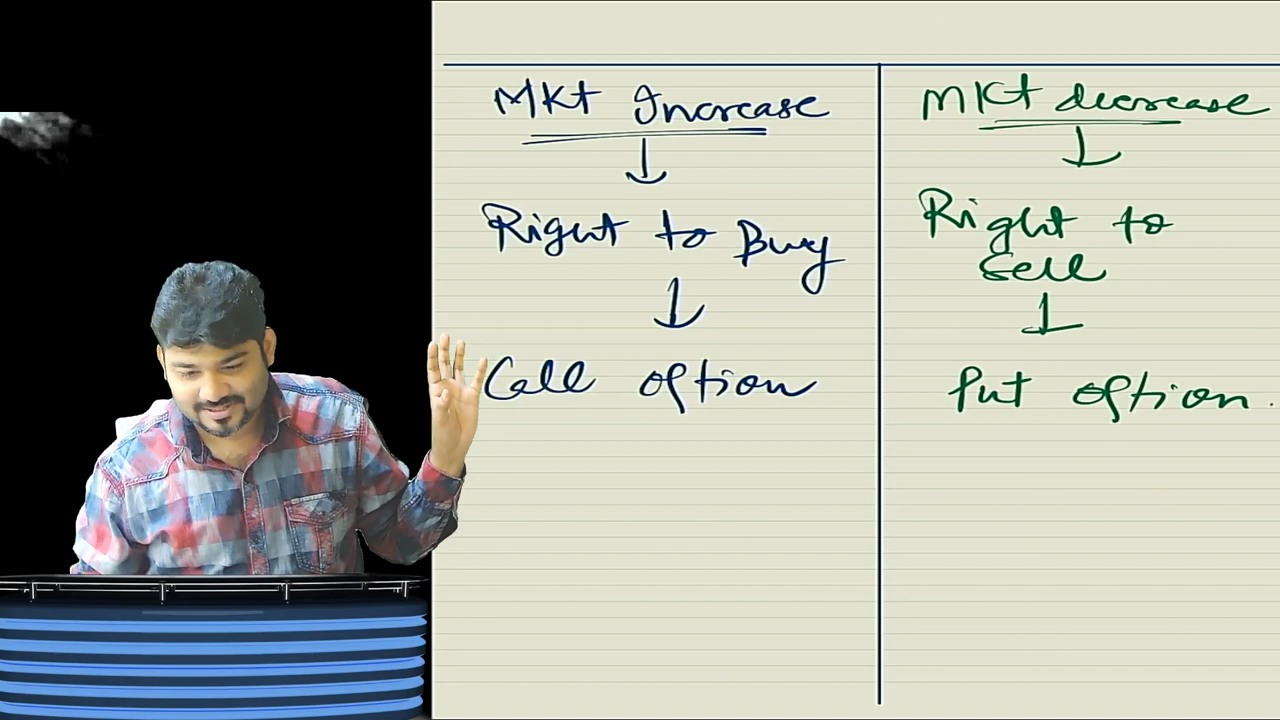 MKt Increase
Right to Buy
Call option
MKt decrease
Right to
Sell
Put option.